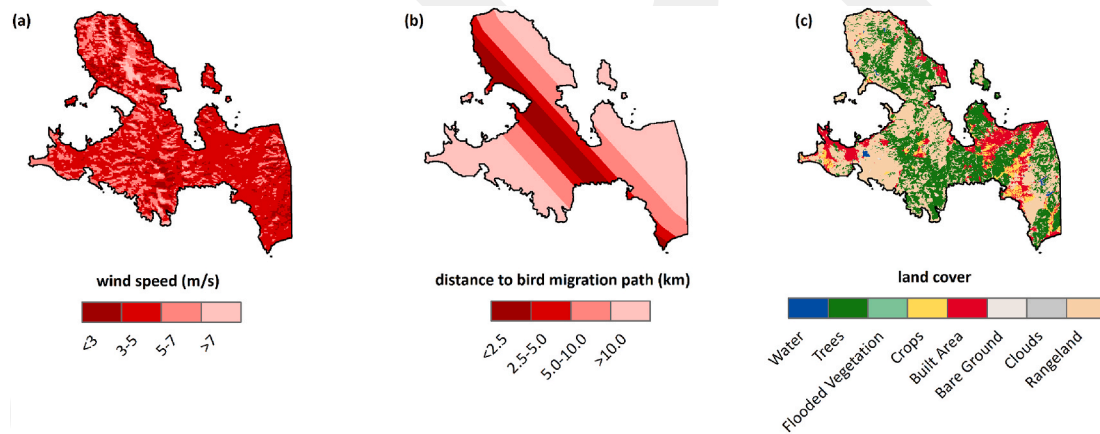 (a)
(b)
(c)
wind speed (m/s)
<3
3-5
5-7
>7
distance to bird migration path (km)
<2.5
2.5-5.0
5.0-10.0
>10.0
land cover
Water
Trees
Flooded Vegetation
Crops
Built Area
Bare Ground
Clouds
Rangeland